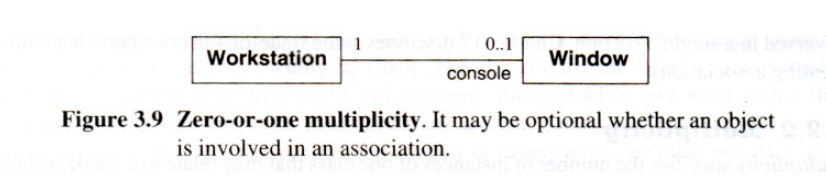 Workstation 1 0..1 Window
console
Figure 3.9 Zero-or-one multiplicity. It may be optional whether an object
is involved in an association.